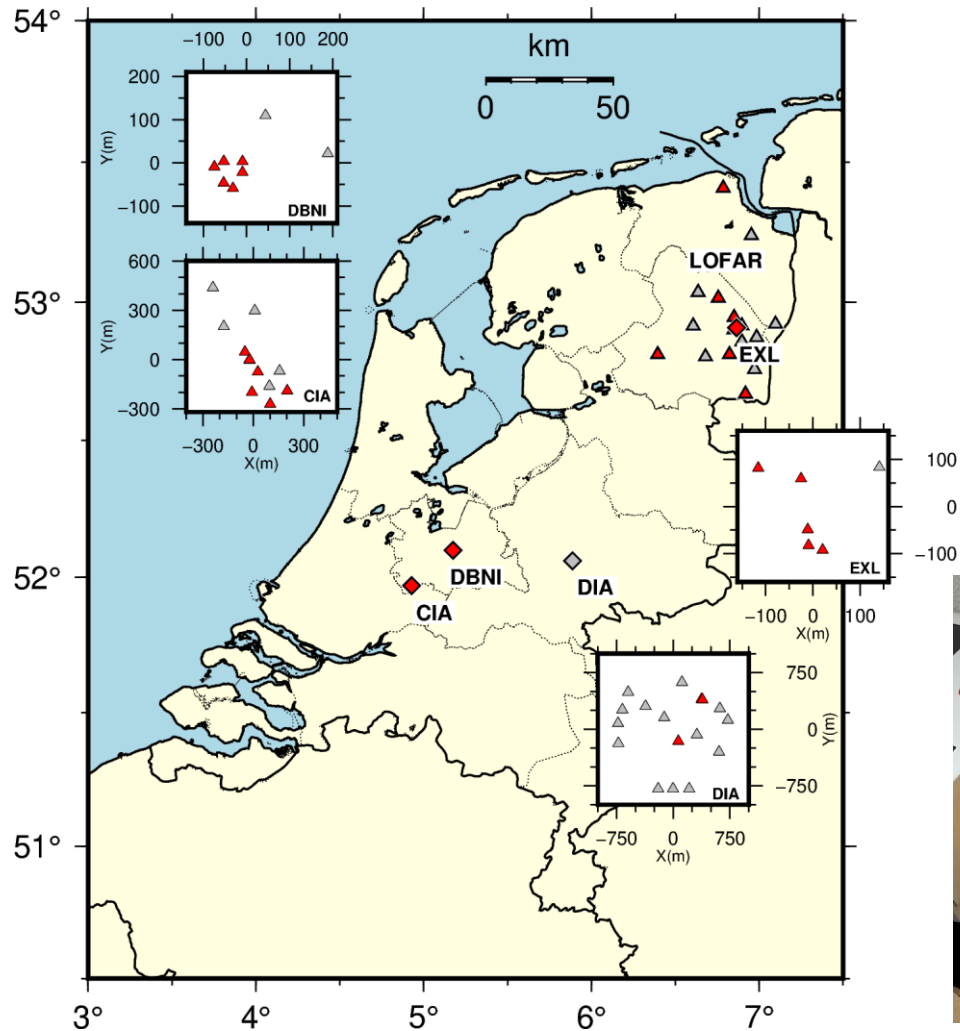 54°
53°
52°
51°
3° 4° 5° 6° 7°
km
0 50
−100 0 100 200
200
100
0
−100
Y(m)
DBNI
600
300
0
−300
Y(m)
−300 0 300
X(m)
CIA
LOFAR
EXL
100
0
−100
−100 0 100
X(m)
EXL
DBNI
CIA
DIA
750
0
−750
Y(m)
−750 0 750
X(m)
DIA